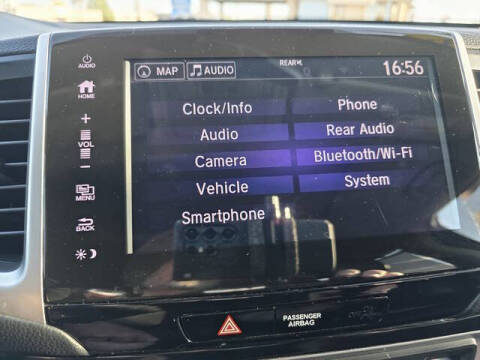 AUDIO
HOME
+
VOL
-
MENU
BACK
MAP
AUDIO
REAR
16:56
Clock/Info Phone
Audio Rear Audio
Camera Bluetooth/Wi-Fi
Vehicle System
Smartphone
PASSENGER
AIRBAG